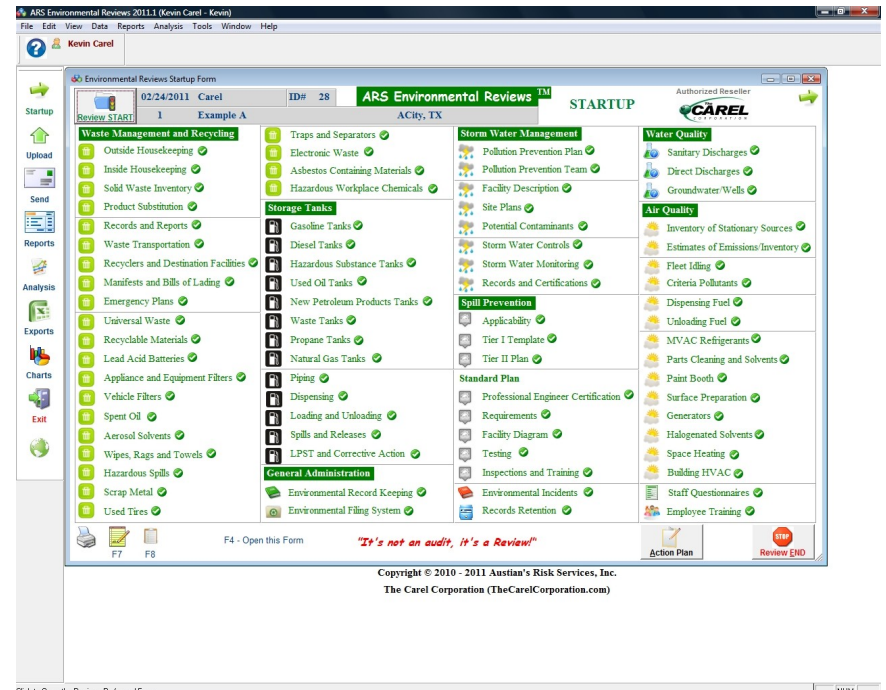 ARS Environmental Reviews 2011.1 (Kevin Carel - Kevin)
File Edit View Data Reports Analysis Tools Window Help
Kevin Carel
Startup
Upload
Send
Reports
Analysis
Exports
Charts
Exit
Environmental Reviews Startup Form
Review START
02/24/2011 Carel ID# 28
1 Example A ACity, TX
ARS Environmental Reviews TM
STARTUP
Authorized Reseller
The CAREL
CORPORATION
Waste Management and Recycling
Outside Housekeeping
Inside Housekeeping
Solid Waste Inventory
Product Substitution
Records and Reports
Waste Transportation
Recyclers and Destination Facilities
Manifests and Bills of Lading
Emergency Plans
Universal Waste
Recyclable Materials
Lead Acid Batteries
Appliance and Equipment Filters
Vehicle Filters
Spent Oil
Aerosol Solvents
Wipes, Rags and Towels
Hazardous Spills
Scrap Metal
Used Tires
Traps and Separators
Electronic Waste
Asbestos Containing Materials
Hazardous Workplace Chemicals
Storage Tanks
Gasoline Tanks
Diesel Tanks
Hazardous Substance Tanks
Used Oil Tanks
New Petroleum Products Tanks
Waste Tanks
Propane Tanks
Natural Gas Tanks
Piping
Dispensing
Loading and Unloading
Spills and Releases
LPST and Corrective Action
General Administration
Environmental Record Keeping
Environmental Filing System
Storm Water Management
Pollution Prevention Plan
Pollution Prevention Team
Facility Description
Site Plans
Potential Contaminants
Storm Water Controls
Storm Water Monitoring
Records and Certifications
Spill Prevention
Applicability
Tier I Template
Tier II Plan
Standard Plan
Professional Engineer Certification
Requirements
Facility Diagram
Testing
Inspections and Training
Environmental Incidents
Records Retention
Water Quality
Sanitary Discharges
Direct Discharges
Groundwater/Wells
Air Quality
Inventory of Stationary Sources
Estimates of Emissions/Inventory
Fleet Idling
Criteria Pollutants
Dispensing Fuel
Unloading Fuel
MVAC Refrigerants
Parts Cleaning and Solvents
Paint Booth
Surface Preparation
Generators
Halogenated Solvents
Space Heating
Building HVAC
Staff Questionnaires
Employee Training
F7 F8
F4 - Open this Form
"It's not an audit, it's a Review!"
Action Plan
STOP
Review END
Copyright © 2010 - 2011 Austian's Risk Services, Inc.
The Carel Corporation (TheCarelCorporation.com)